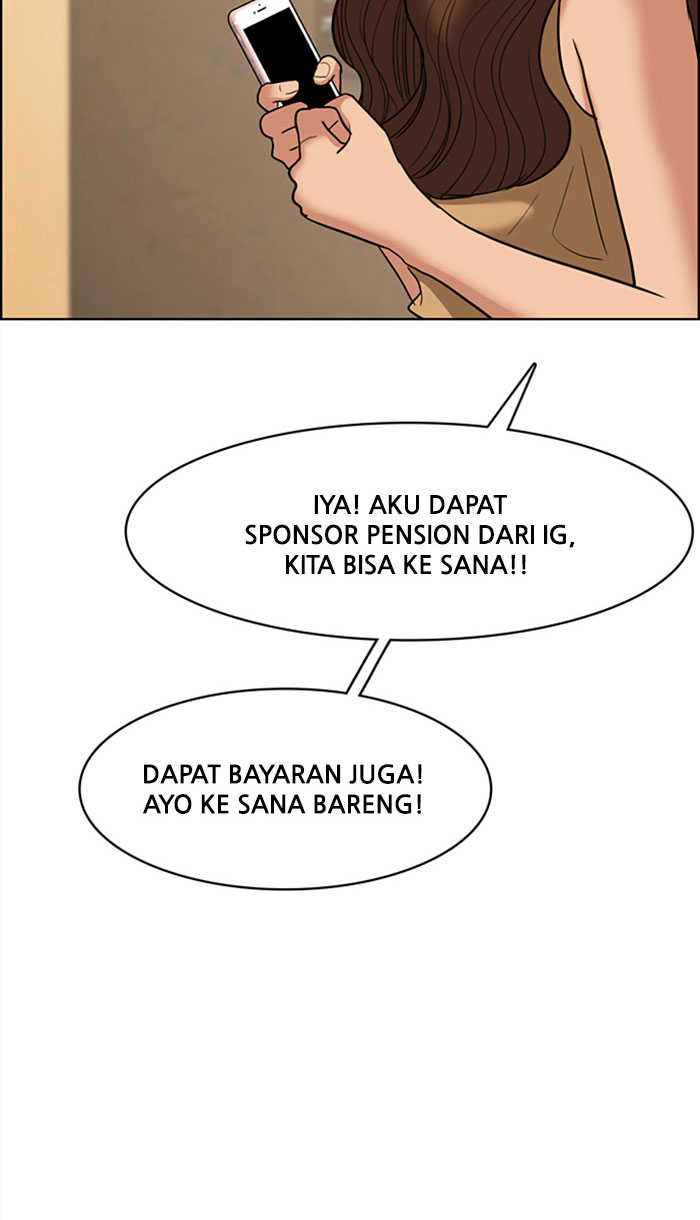 IYA! AKU DAPAT
SPONSOR PENSION DARI IG,
KITA BISA KE SANA!!
DAPAT BAYARAN JUGA!
AYO KE SANA BARENG!